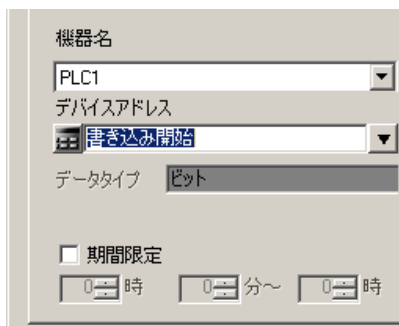 機器名
PLC1
デバイスアドレス
書き込み開始
データタイプ ビット
期間限定
0 時 0 分～ 0 時